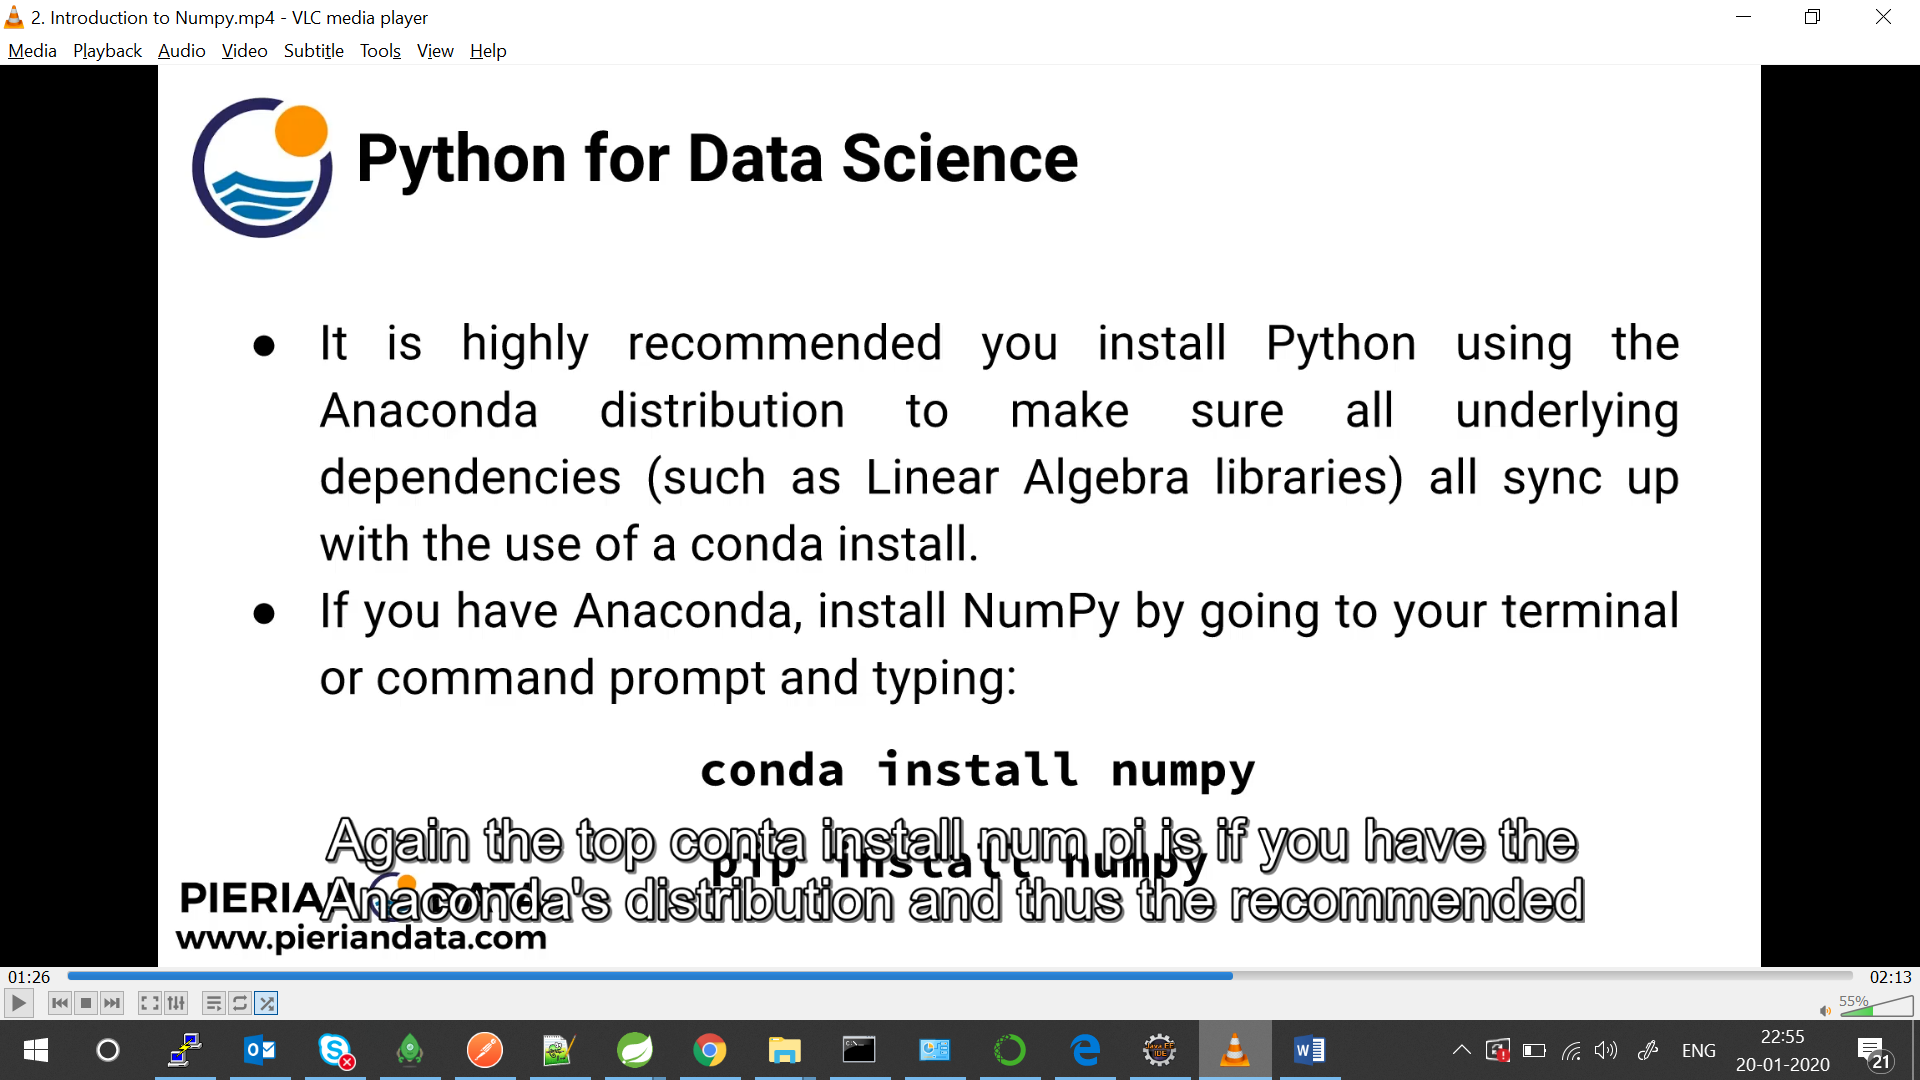 2. Introduction to Numpy.mp4 - VLC media player
Media Playback Audio Video Subtitle Tools View Help
Python for Data Science
● It is highly recommended you install Python using the
Anaconda distribution to make sure all underlying
dependencies (such as Linear Algebra libraries) all sync up
with the use of a conda install.
● If you have Anaconda, install NumPy by going to your terminal
or command prompt and typing:
conda install numpy
pip install numpy
Again the top conta install num pi is if you have the
Anaconda's distribution and thus the recommended
PIERIAN DATA
www.pieriandata.com
01:26
02:13
55%
ENG
22:55
20-01-2020
21